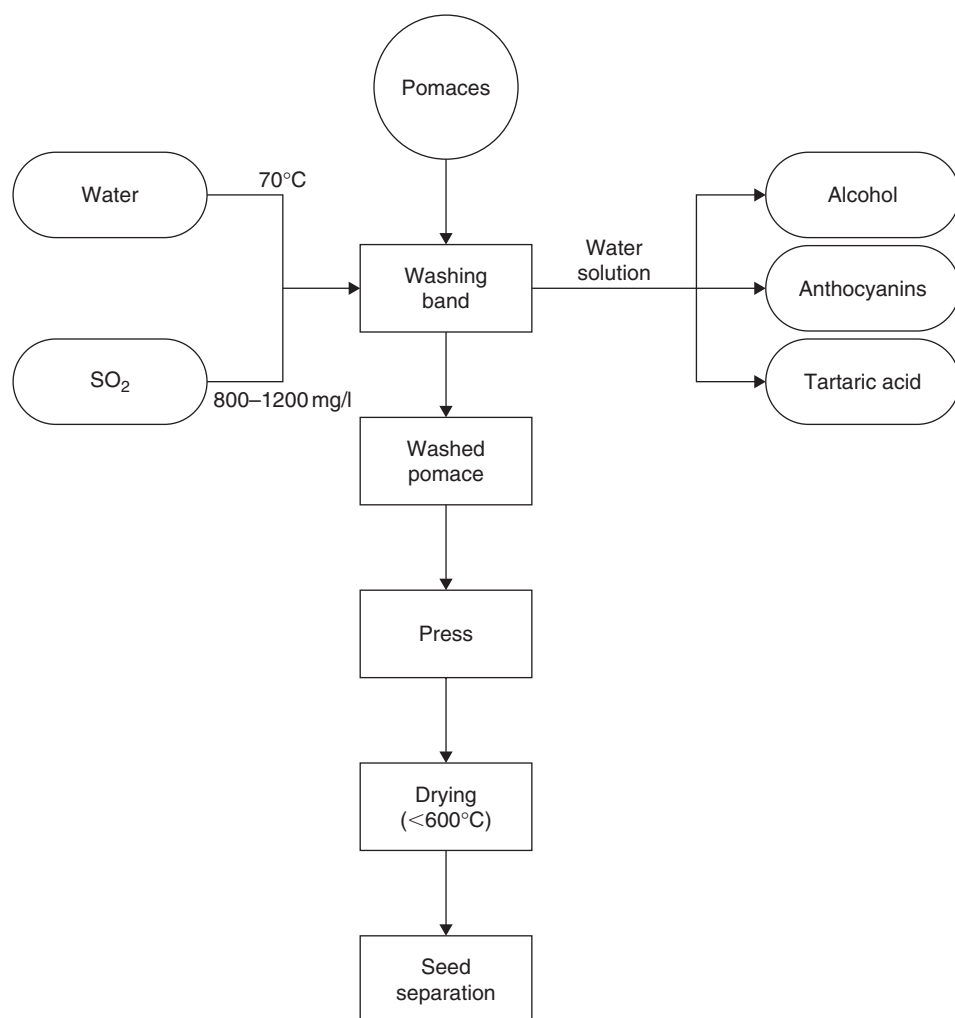 Pomaces
Water
70°C
SO₂
800–1200 mg/l
Washing
band
Water
solution
Alcohol
Anthocyanins
Tartaric acid
Washed
pomace
Press
Drying
(<600°C)
Seed
separation